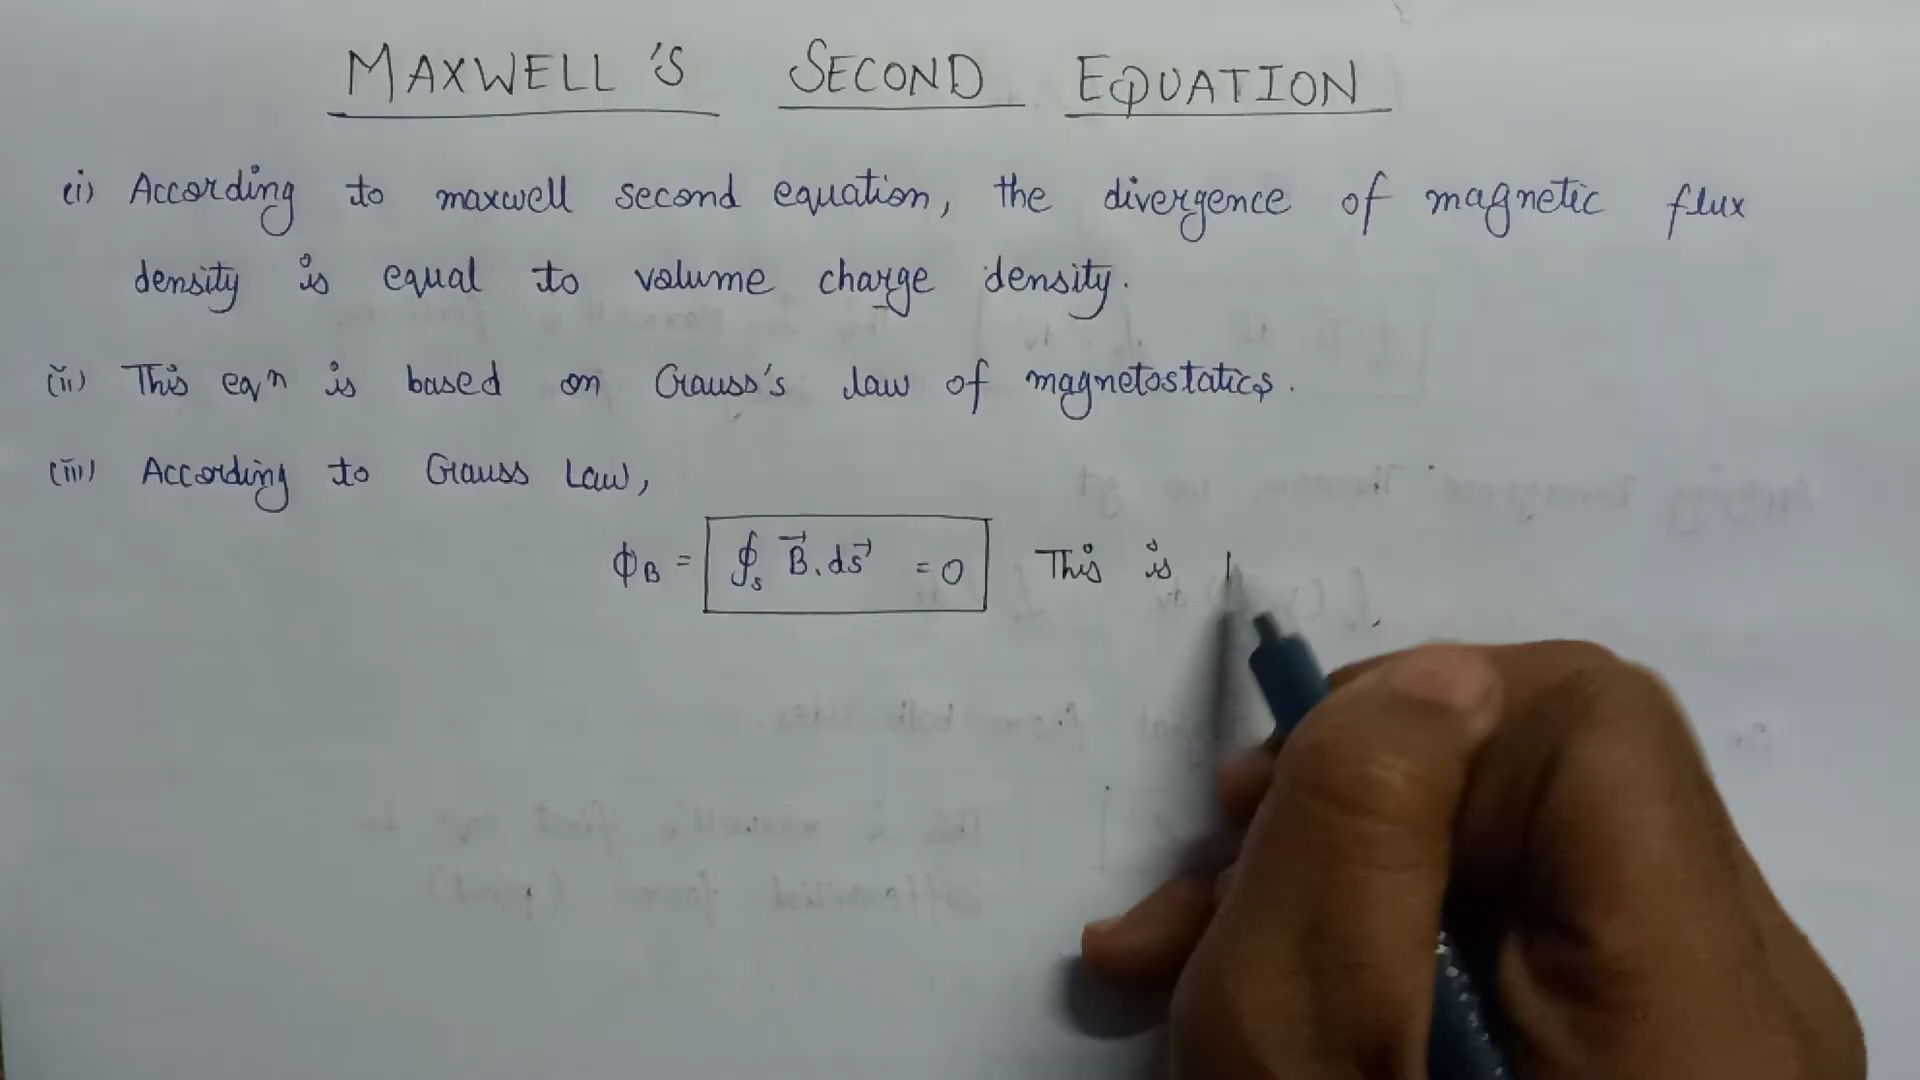 MAXWELL'S SECOND EQUATION
(i) According to maxwell second equation, the divergence of magnetic flux
density is equal to volume charge density.
(ii) This eqn is based on Gauss's law of magnetostatics.
(iii) According to Gauss Law,
ϕB = ∮s B⃗. ds⃗ = 0 This is